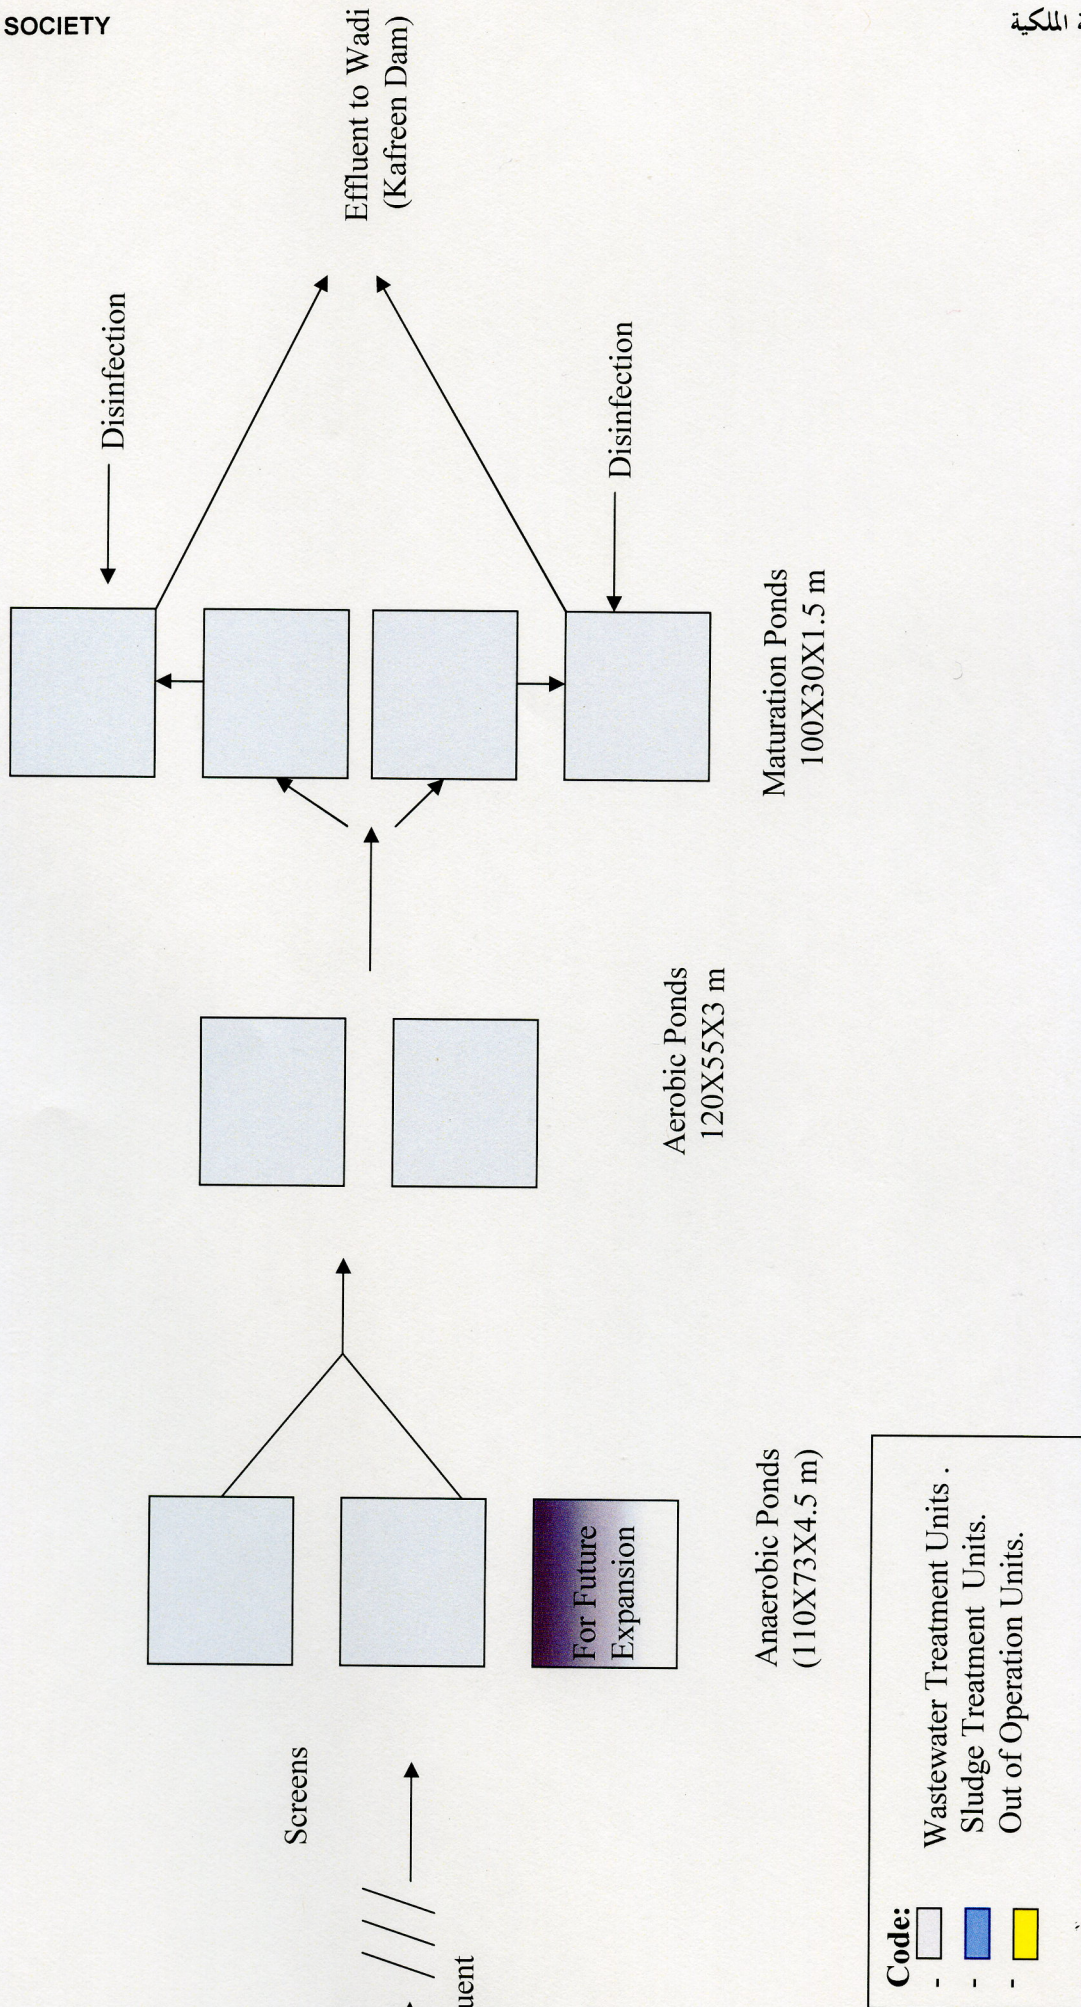 SOCIETY
الملكية
Screens
For Future
Expansion
Anaerobic Ponds
(110X73X4.5 m)
Aerobic Ponds
120X55X3 m
Maturation Ponds
100X30X1.5 m
Disinfection
Disinfection
Effluent to Wadi
(Kafreen Dam)
Code:
- Wastewater Treatment Units .
- Sludge Treatment Units.
- Out of Operation Units.